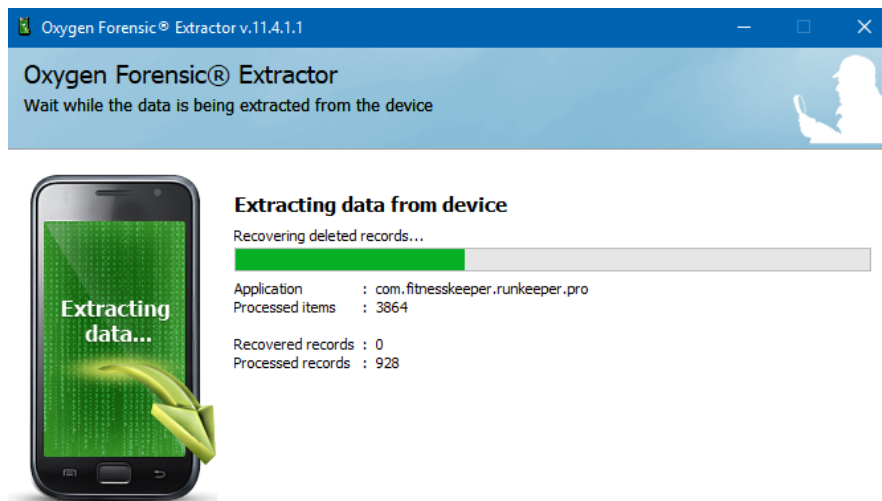 Oxygen Forensic® Extractor v.11.4.1.1
Oxygen Forensic® Extractor
Wait while the data is being extracted from the device
Extracting data from device
Recovering deleted records...
Application : com.fitnesskeeper.runkeeper.pro
Processed items : 3864
Recovered records : 0
Processed records : 928
Extracting
data...